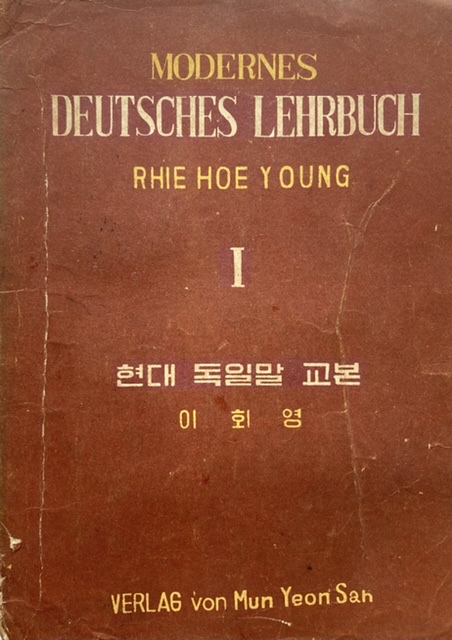 MODERNES
DEUTSCHES LEHRBUCH
RHIE HOE YOUNG
I
현대 독일말 교본
이 회 영
VERLAG von Mun Yeon Sah